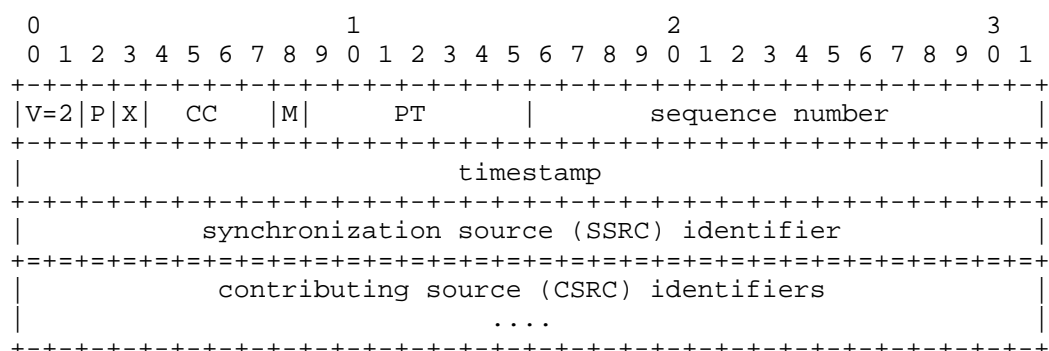 0                   1                   2                   3
 0 1 2 3 4 5 6 7 8 9 0 1 2 3 4 5 6 7 8 9 0 1 2 3 4 5 6 7 8 9 0 1
+-+-+-+-+-+-+-+-+-+-+-+-+-+-+-+-+-+-+-+-+-+-+-+-+-+-+-+-+-+-+-+-+
|V=2|P|X|  CC   |M|     PT      |       sequence number         |
+-+-+-+-+-+-+-+-+-+-+-+-+-+-+-+-+-+-+-+-+-+-+-+-+-+-+-+-+-+-+-+-+
|                           timestamp                           |
+-+-+-+-+-+-+-+-+-+-+-+-+-+-+-+-+-+-+-+-+-+-+-+-+-+-+-+-+-+-+-+-+
|           synchronization source (SSRC) identifier            |
+=+=+=+=+=+=+=+=+=+=+=+=+=+=+=+=+=+=+=+=+=+=+=+=+=+=+=+=+=+=+=+=+
|            contributing source (CSRC) identifiers             |
|                             ....                              |
+-+-+-+-+-+-+-+-+-+-+-+-+-+-+-+-+-+-+-+-+-+-+-+-+-+-+-+-+-+-+-+-+